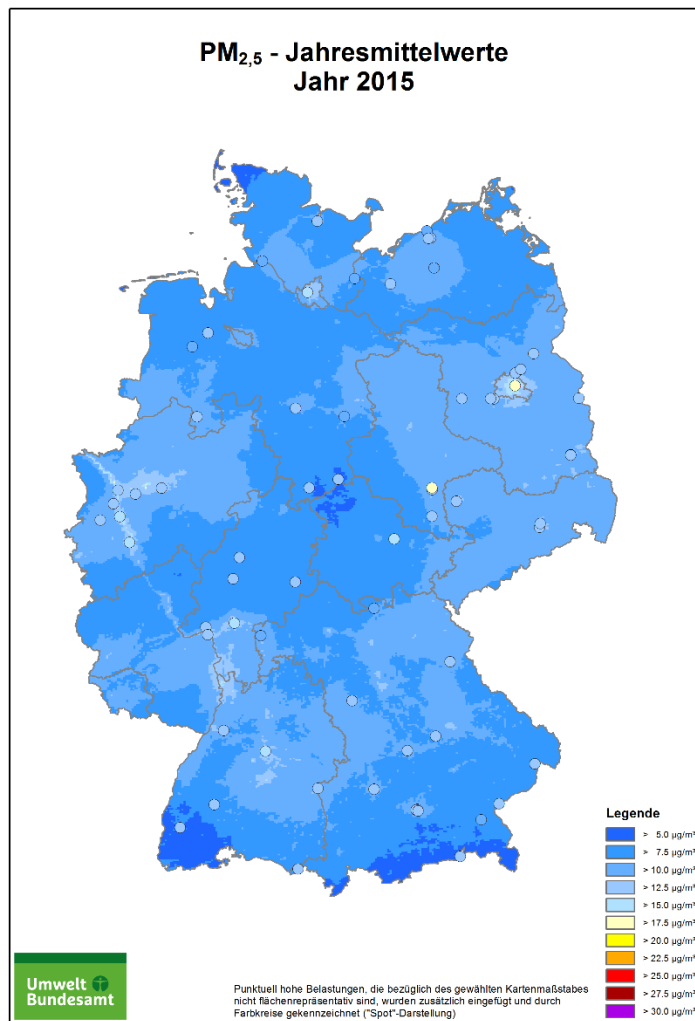 PM2,5 - Jahresmittelwerte
Jahr 2015
Legende
> 5.0 µg/m³
> 7.5 µg/m³
> 10.0 µg/m³
> 12.5 µg/m³
> 15.0 µg/m³
> 17.5 µg/m³
> 20.0 µg/m³
> 22.5 µg/m³
> 25.0 µg/m³
> 27.5 µg/m³
> 30.0 µg/m³
Umwelt
Bundesamt
Punktuell hohe Belastungen, die bezüglich des gewählten Kartenmaßstabes
nicht flächenrepräsentativ sind, wurden zusätzlich eingefügt und durch
Farbkreise gekennzeichnet ("Spot"-Darstellung)